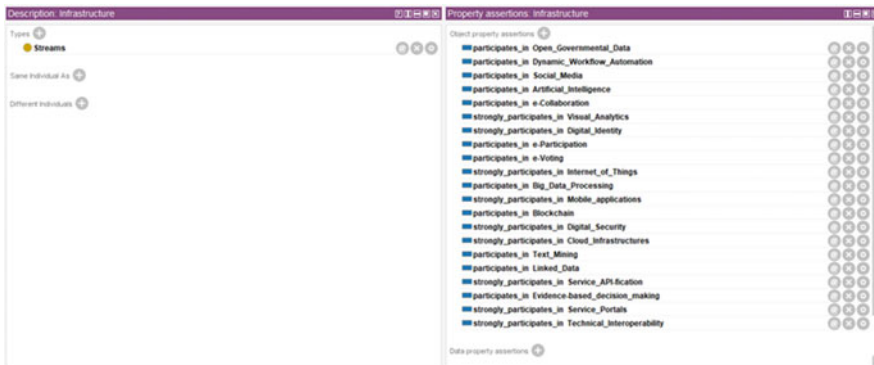 Description: Infrastructure
Types
Streams
Same Individual As
Different Individuals
Property assertions: Infrastructure
Object property assertions
participates_in Open_Governmental_Data
participates_in Dynamic_Workflow_Automation
participates_in Social_Media
participates_in Artificial_Intelligence
participates_in e-Collaboration
strongly_participates_in Visual_Analytics
strongly_participates_in Digital_Identity
participates_in e-Participation
participates_in e-Voting
strongly_participates_in Internet_of_Things
participates_in Big_Data_Processing
strongly_participates_in Mobile_applications
participates_in Blockchain
strongly_participates_in Digital_Security
strongly_participates_in Cloud_Infrastructures
participates_in Text_Mining
participates_in Linked_Data
strongly_participates_in Service_API-fication
participates_in Evidence-based_decision_making
strongly_participates_in Service_Portals
strongly_participates_in Technical_Interoperability
Data property assertions